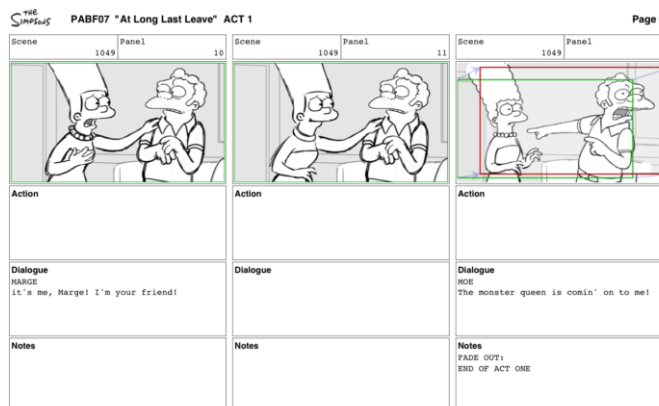 THE
SIMPSONS
PABF07 "At Long Last Leave" ACT 1
Page
Scene
1049
Panel
10
Scene
1049
Panel
11
Scene
1049
Panel
Action
Action
Action
Dialogue
MARGE
it's me, Marge! I'm your friend!
Dialogue
Dialogue
MOE
The monster queen is comin' on to me!
Notes
Notes
Notes
FADE OUT:
END OF ACT ONE